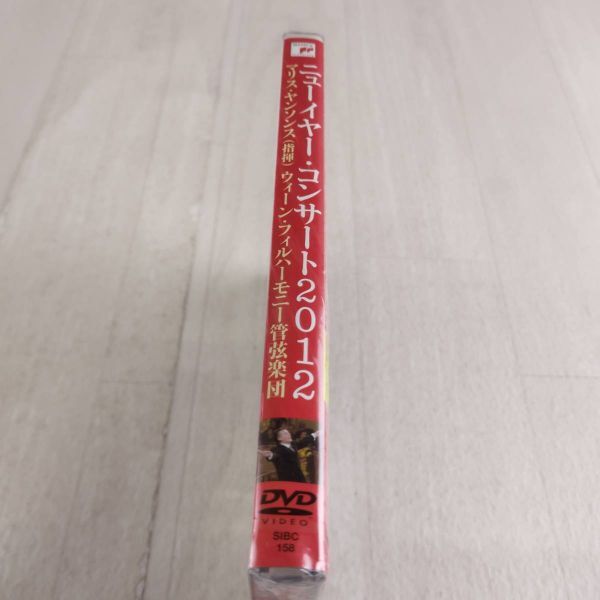 ニューイヤー・コンサート2012
マリス・ヤンソンス(指揮) ウィーン・フィルハーモニー管弦楽団
DVD
VIDEO
SIBC
158